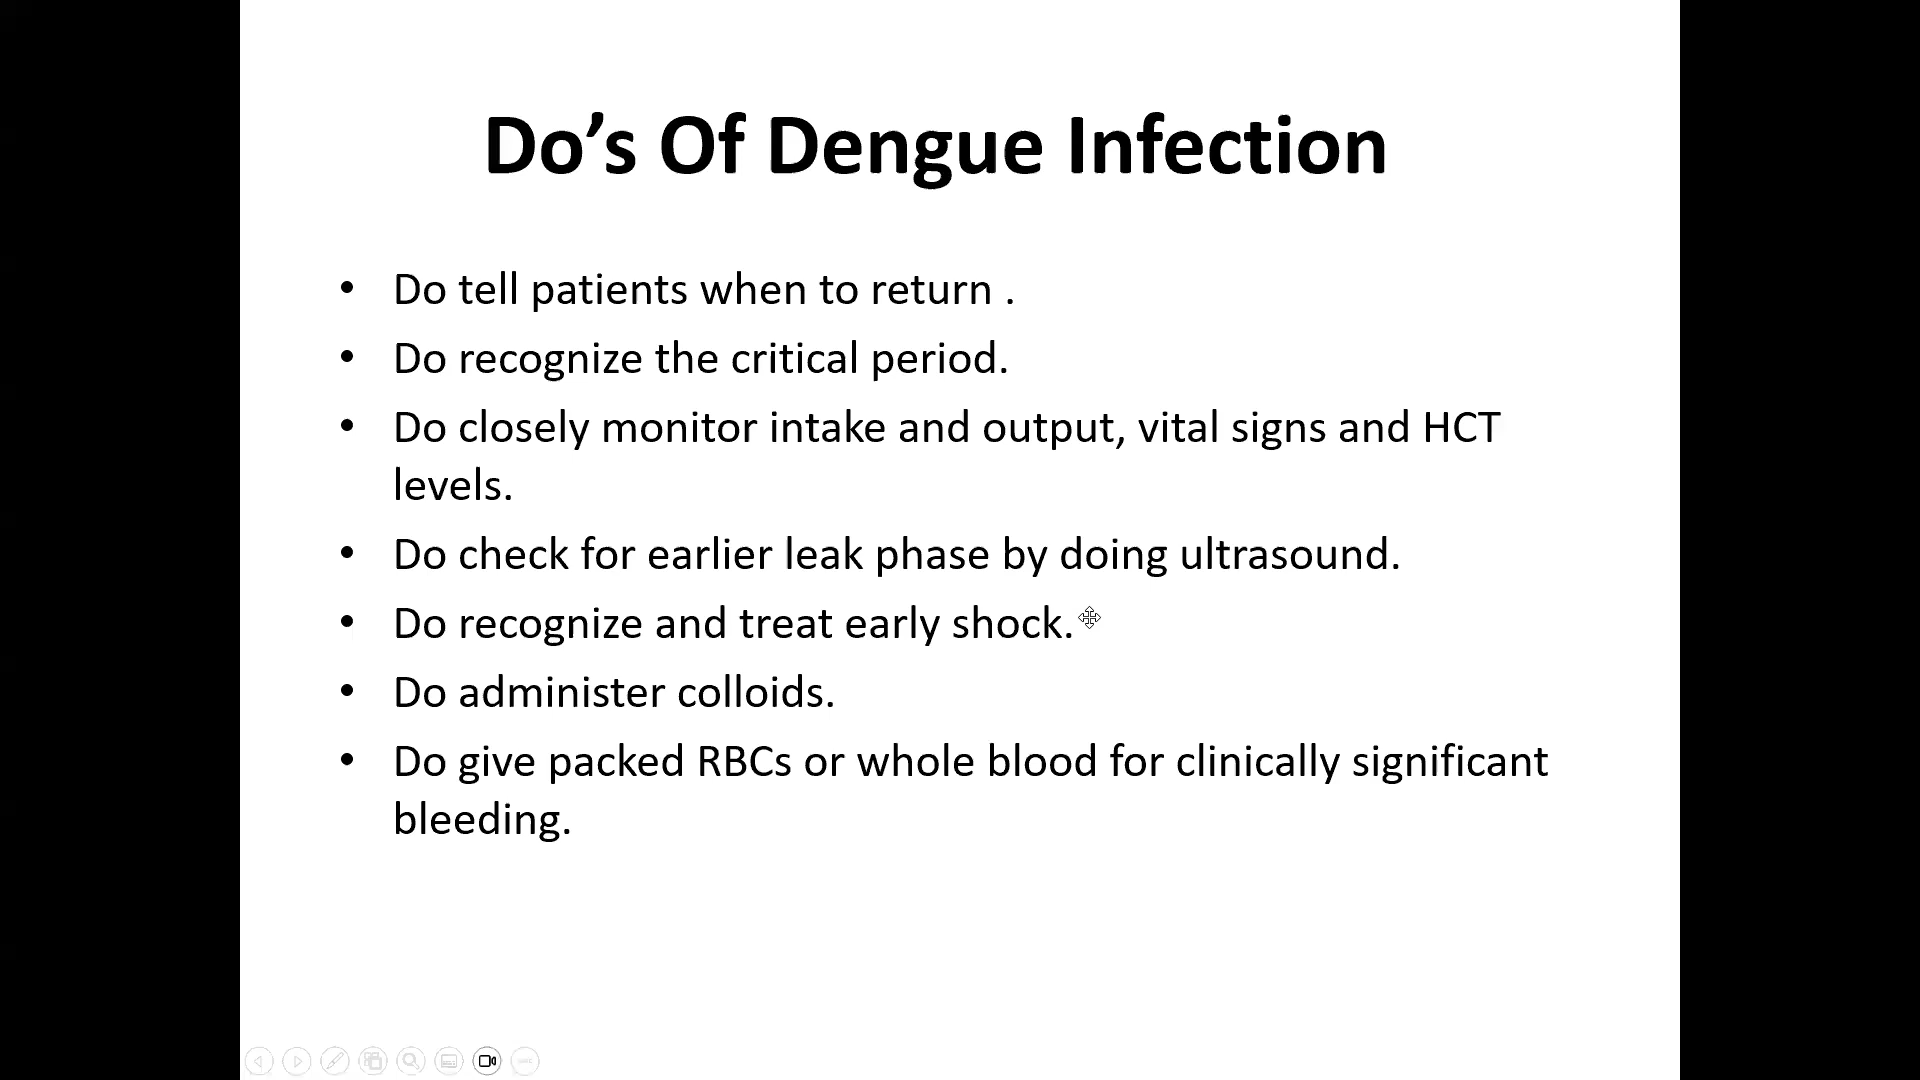 Do’s Of Dengue Infection
• Do tell patients when to return .
• Do recognize the critical period.
• Do closely monitor intake and output, vital signs and HCT
levels.
• Do check for earlier leak phase by doing ultrasound.
• Do recognize and treat early shock.
• Do administer colloids.
• Do give packed RBCs or whole blood for clinically significant
bleeding.